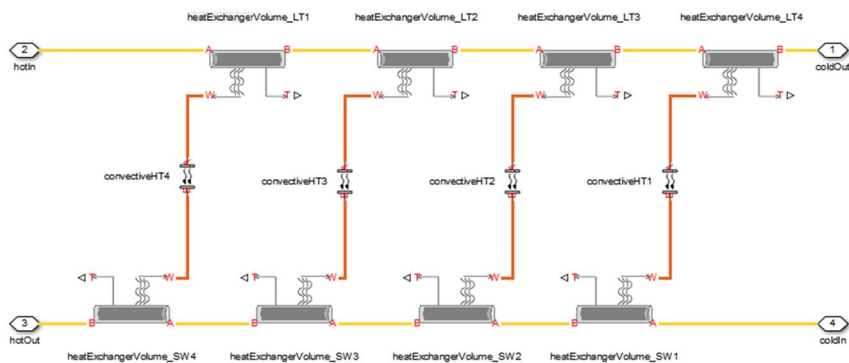 heatExchangerVolume_LT1
heatExchangerVolume_LT2
heatExchangerVolume_LT3
heatExchangerVolume_LT4
2 A B A B A B A B 1
hotIn coldOut
W T W T W T W T
convectiveHT4
convectiveHT3
convectiveHT2
convectiveHT1
T W T W T W T W
3 B A B A B A B A 4
hotOut coldIn
heatExchangerVolume_SW4
heatExchangerVolume_SW3
heatExchangerVolume_SW2
heatExchangerVolume_SW1